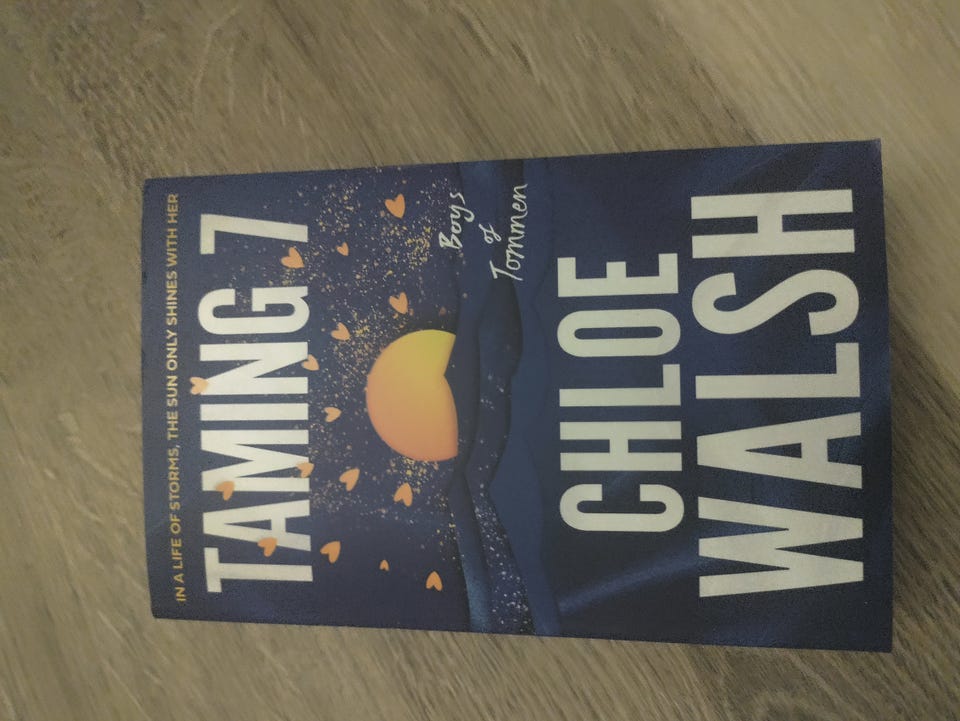 IN A LIFE OF STORMS, THE SUN ONLY SHINES WITH HER
TAMING 7
Boys
of
Tommen
CHLOE
WALSH